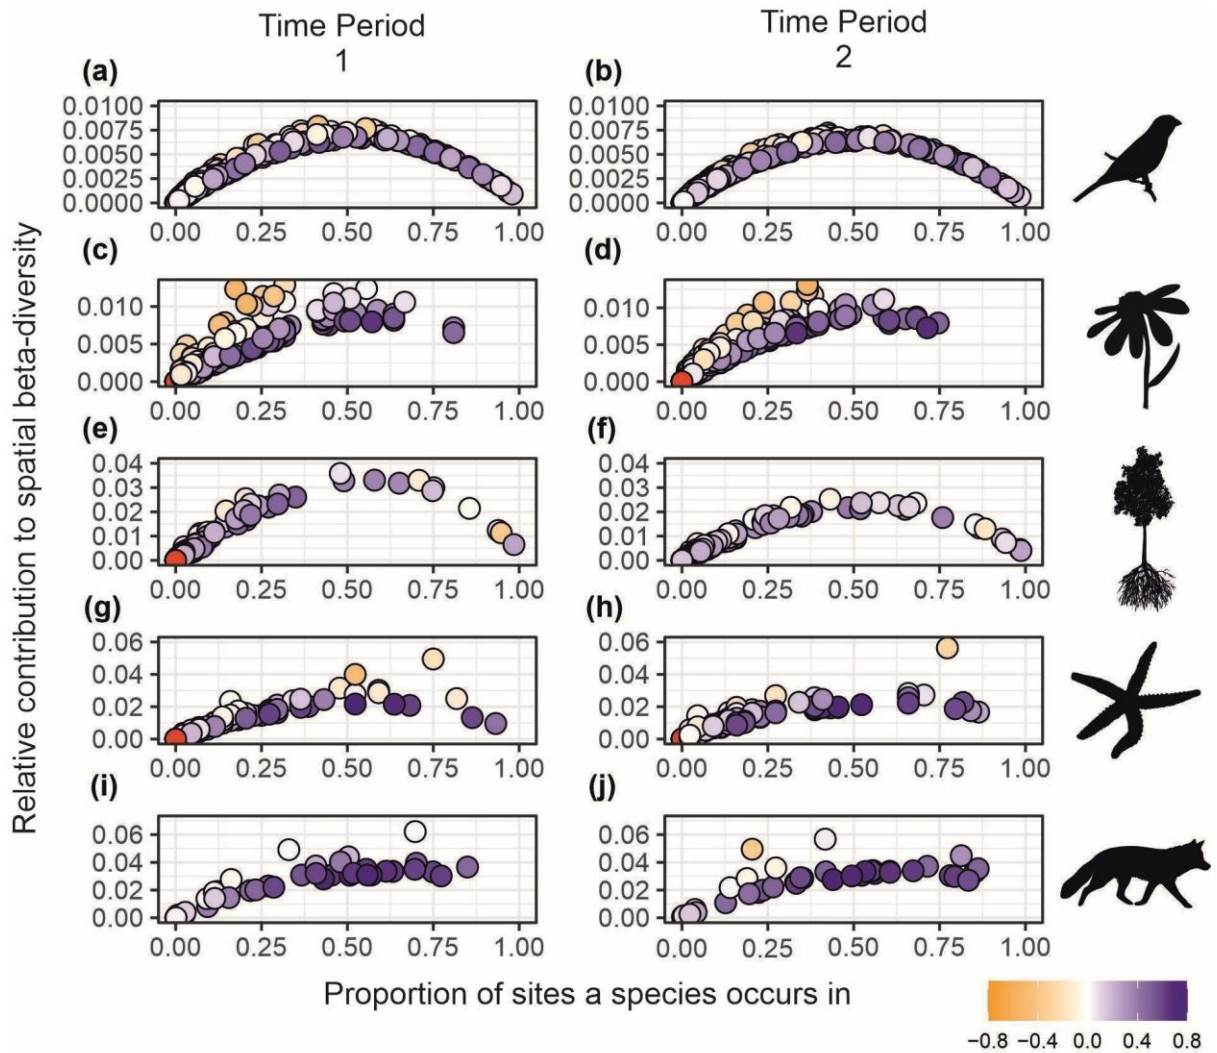 Time Period
1
Time Period
2
(a)
(b)
0.0100
0.0075
0.0050
0.0025
0.0000
0.00 0.25 0.50 0.75 1.00
0.0100
0.0075
0.0050
0.0025
0.0000
0.00 0.25 0.50 0.75 1.00
(c)
(d)
0.010
0.005
0.000
0.00 0.25 0.50 0.75 1.00
0.010
0.005
0.000
0.00 0.25 0.50 0.75 1.00
(e)
(f)
0.04
0.03
0.02
0.01
0.00
0.00 0.25 0.50 0.75 1.00
0.04
0.03
0.02
0.01
0.00
0.00 0.25 0.50 0.75 1.00
(g)
(h)
0.06
0.04
0.02
0.00
0.00 0.25 0.50 0.75 1.00
0.06
0.04
0.02
0.00
0.00 0.25 0.50 0.75 1.00
(i)
(j)
0.06
0.04
0.02
0.00
0.00 0.25 0.50 0.75 1.00
0.06
0.04
0.02
0.00
0.00 0.25 0.50 0.75 1.00
Relative contribution to spatial beta-diversity
Proportion of sites a species occurs in
−0.8 −0.4 0.0 0.4 0.8